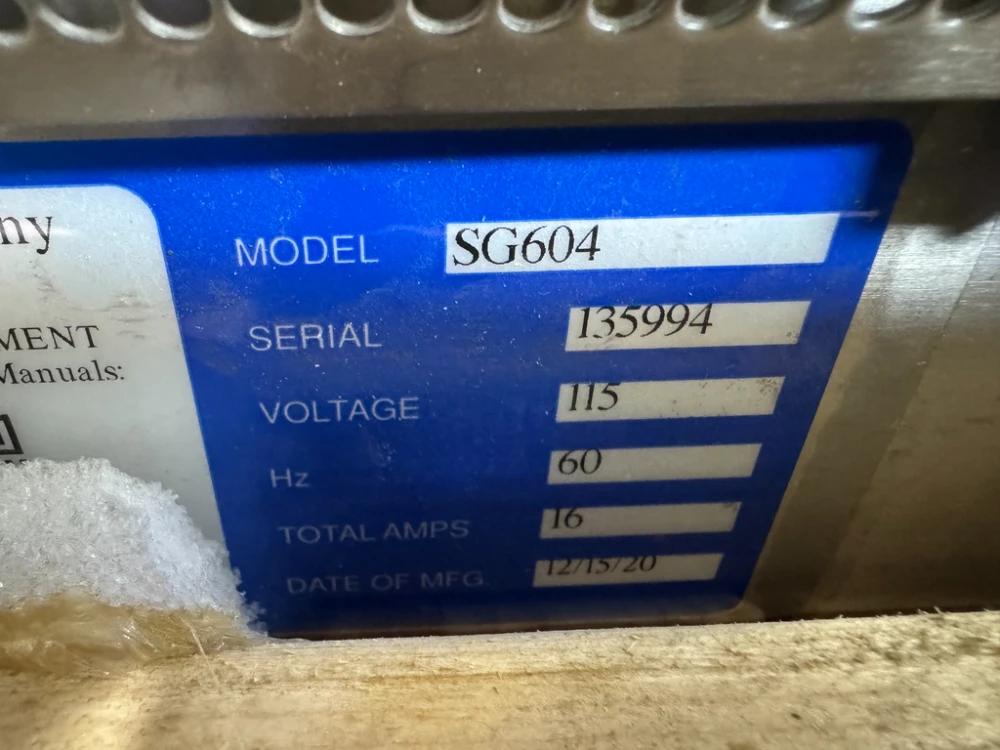 ny
MENT
Manuals:
MODEL SG604
SERIAL 135994
VOLTAGE 115
Hz 60
TOTAL AMPS 16
DATE OF MFG. 12/15/20